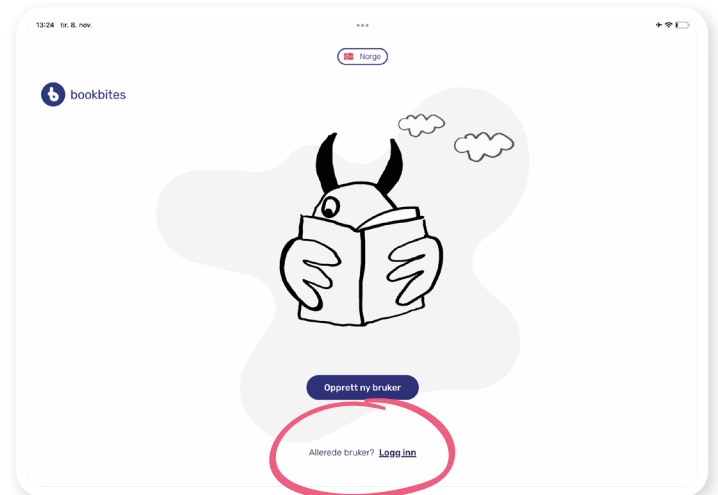 13:24 tir. 8. nov.
Norge
bookbites
Opprett ny bruker
Allerede bruker? Logg inn